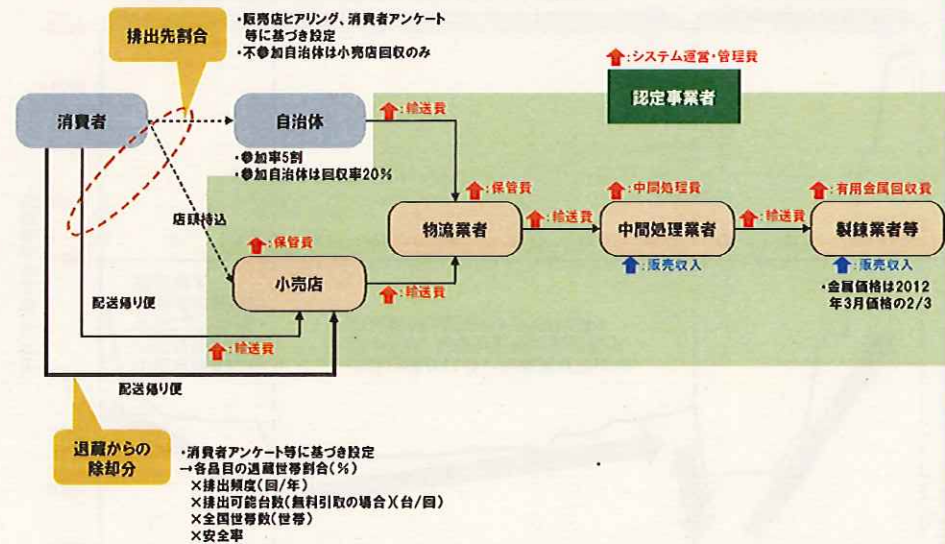 排出先割合
・販売店ヒアリング、消費者アンケート
等に基づき設定
・不参加自治体は小売店回収のみ
：システム運営・管理費
認定事業者
消費者
自治体
：輸送費
・参加率5割
・参加自治体は回収率20%
店頭持込
：保管費
物流業者
：輸送費
：中間処理費
中間処理業者
：販売収入
：輸送費
：有用金属回収費
製錬業者等
：販売収入
・金属価格は2012
年3月価格の2/3
：保管費
小売店
：輸送費
配送帰り便
：輸送費
配送帰り便
退蔵からの
除却分
・消費者アンケート等に基づき設定
→各品目の退蔵世帯割合(%)
×排出頻度(回/年)
×排出可能台数(無料引取の場合)(台/回)
×全国世帯数(世帯)
×安全率